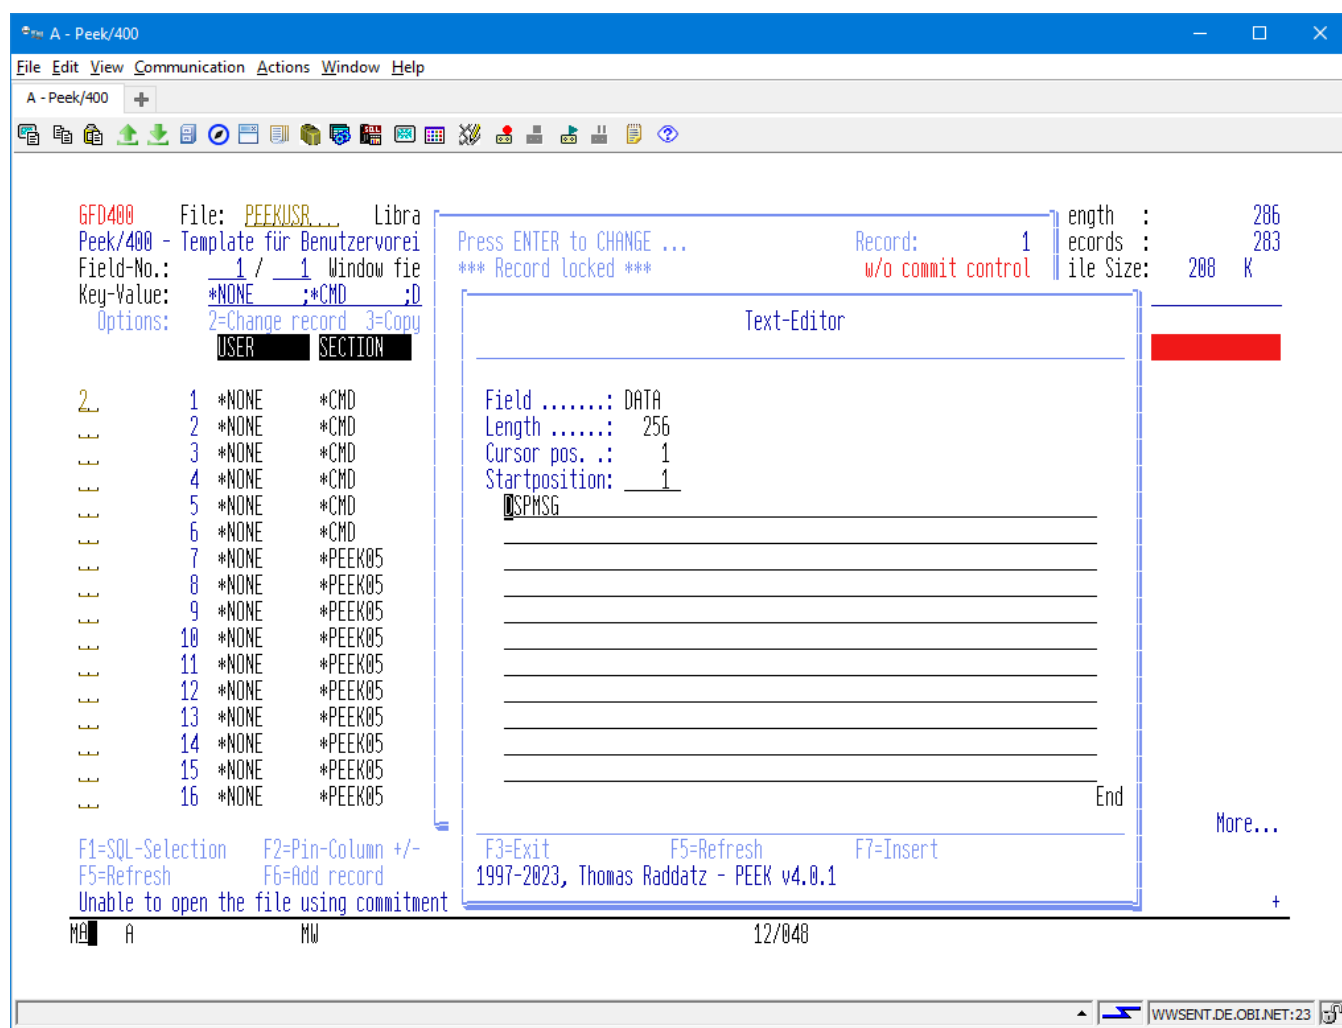 A - Peek/400
File Edit View Communication Actions Window Help
A - Peek/400
GFD400 File: PEEKUSR... Libra ength : 286
Peek/400 - Template für Benutzervorei Press ENTER to CHANGE ... Record: 1 ecords : 283
Field-No.: 1 / 1 Window fie *** Record locked *** w/o commit control ile Size: 208 K
Key-Value: *NONE ;*CMD ;D
Options: 2=Change record 3=Copy Text-Editor
USER SECTION
2 1 *NONE *CMD Field .......: DATA
2 *NONE *CMD Length ......: 256
3 *NONE *CMD Cursor pos. .: 1
4 *NONE *CMD Startposition: 1
5 *NONE *CMD DSPMSG
6 *NONE *CMD
7 *NONE *PEEK05
8 *NONE *PEEK05
9 *NONE *PEEK05
10 *NONE *PEEK05
11 *NONE *PEEK05
12 *NONE *PEEK05
13 *NONE *PEEK05
14 *NONE *PEEK05
15 *NONE *PEEK05
16 *NONE *PEEK05 End
More...
F1=SQL-Selection F2=Pin-Column +/- F3=Exit F5=Refresh F7=Insert
F5=Refresh F6=Add record 1997-2023, Thomas Raddatz - PEEK v4.0.1
Unable to open the file using commitment +
MA A MW 12/048
WWSENT.DE.OBI.NET:23